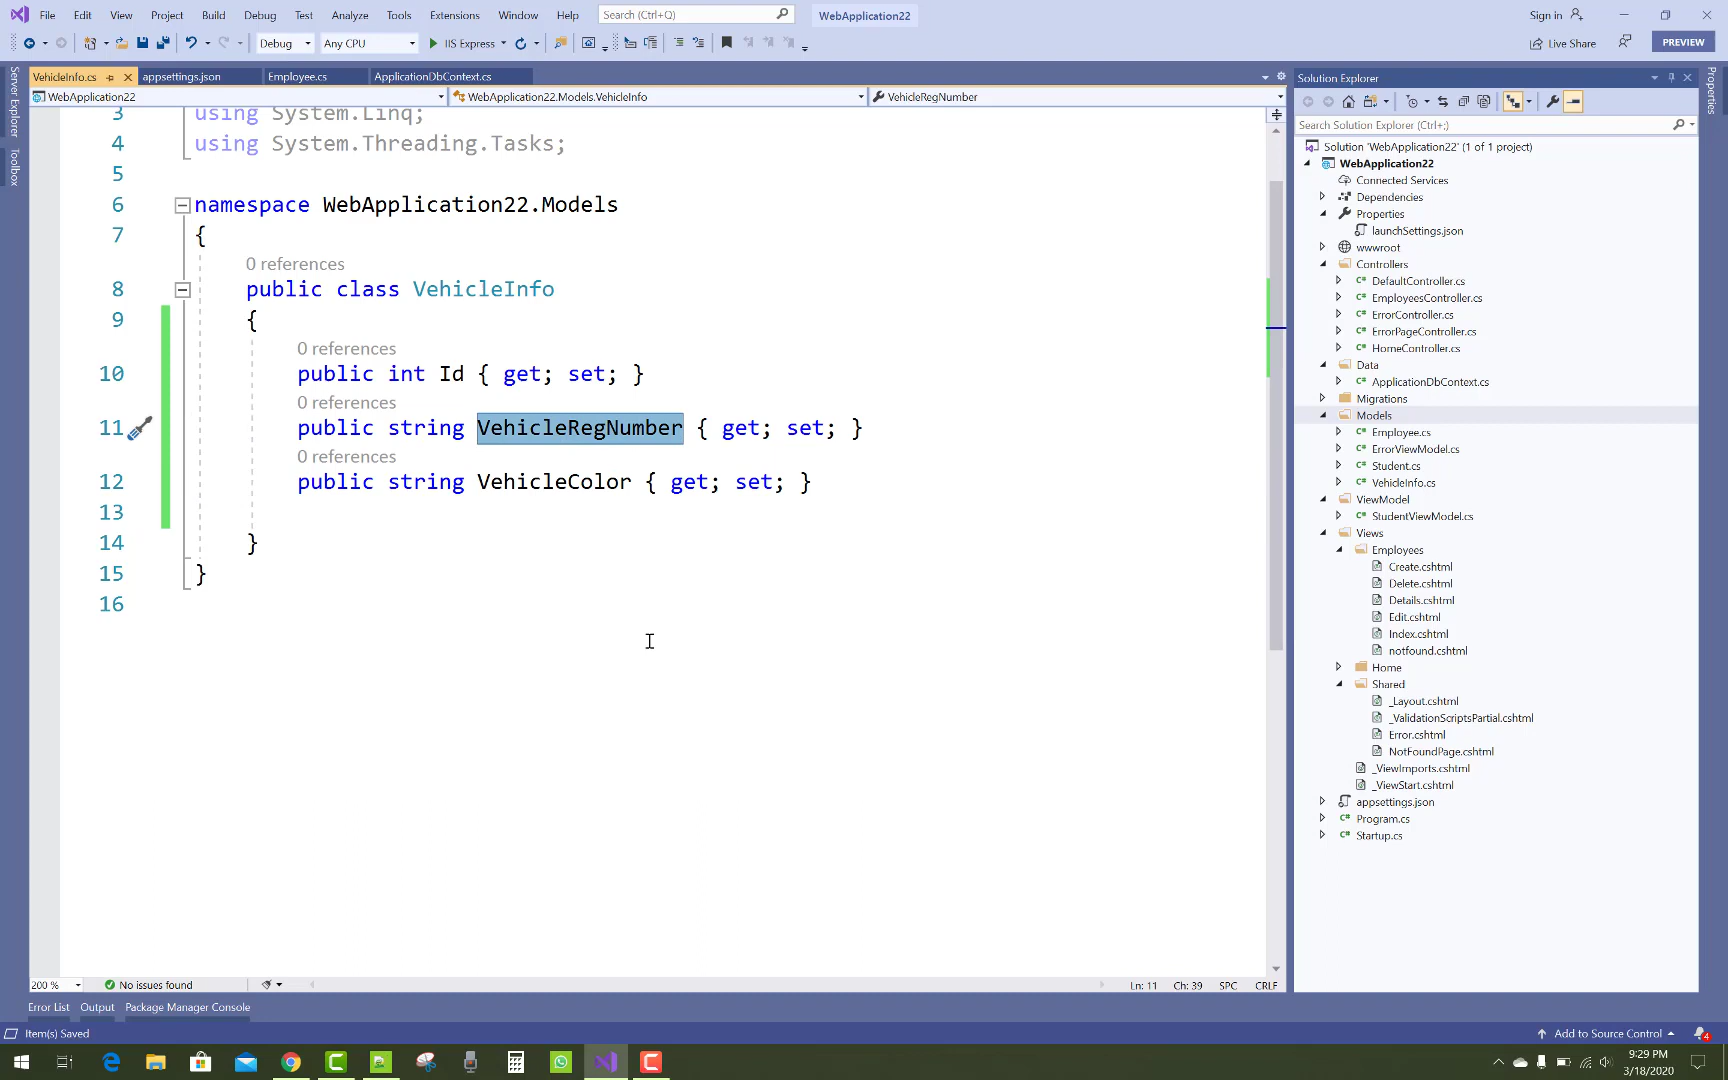 File Edit View Project Build Debug Test Analyze Tools Extensions Window Help Search (Ctrl+Q) WebApplication22 Sign in
Debug Any CPU IIS Express Live Share PREVIEW
VehicleInfo.cs appsettings.json Employee.cs ApplicationDbContext.cs
WebApplication22 WebApplication22.Models.VehicleInfo VehicleRegNumber
Server Explorer
Toolbox
3 using System.Linq;
4 using System.Threading.Tasks;
5
6 namespace WebApplication22.Models
7 {
0 references
8 public class VehicleInfo
9 {
0 references
10 public int Id { get; set; }
0 references
11 public string VehicleRegNumber { get; set; }
0 references
12 public string VehicleColor { get; set; }
13
14 }
15 }
16
200 % No issues found Ln: 11 Ch: 39 SPC CRLF
Error List Output Package Manager Console
Item(s) Saved Add to Source Control 4
Solution Explorer
Search Solution Explorer (Ctrl+;)
Solution 'WebApplication22' (1 of 1 project)
WebApplication22
Connected Services
Dependencies
Properties
launchSettings.json
wwwroot
Controllers
C# DefaultController.cs
C# EmployeesController.cs
C# ErrorController.cs
C# ErrorPageController.cs
C# HomeController.cs
Data
C# ApplicationDbContext.cs
Migrations
Models
C# Employee.cs
C# ErrorViewModel.cs
C# Student.cs
C# VehicleInfo.cs
ViewModel
C# StudentViewModel.cs
Views
Employees
Create.cshtml
Delete.cshtml
Details.cshtml
Edit.cshtml
Index.cshtml
notfound.cshtml
Home
Shared
_Layout.cshtml
_ValidationScriptsPartial.cshtml
Error.cshtml
NotFoundPage.cshtml
_ViewImports.cshtml
_ViewStart.cshtml
appsettings.json
C# Program.cs
C# Startup.cs
Properties
9:29 PM
3/18/2020